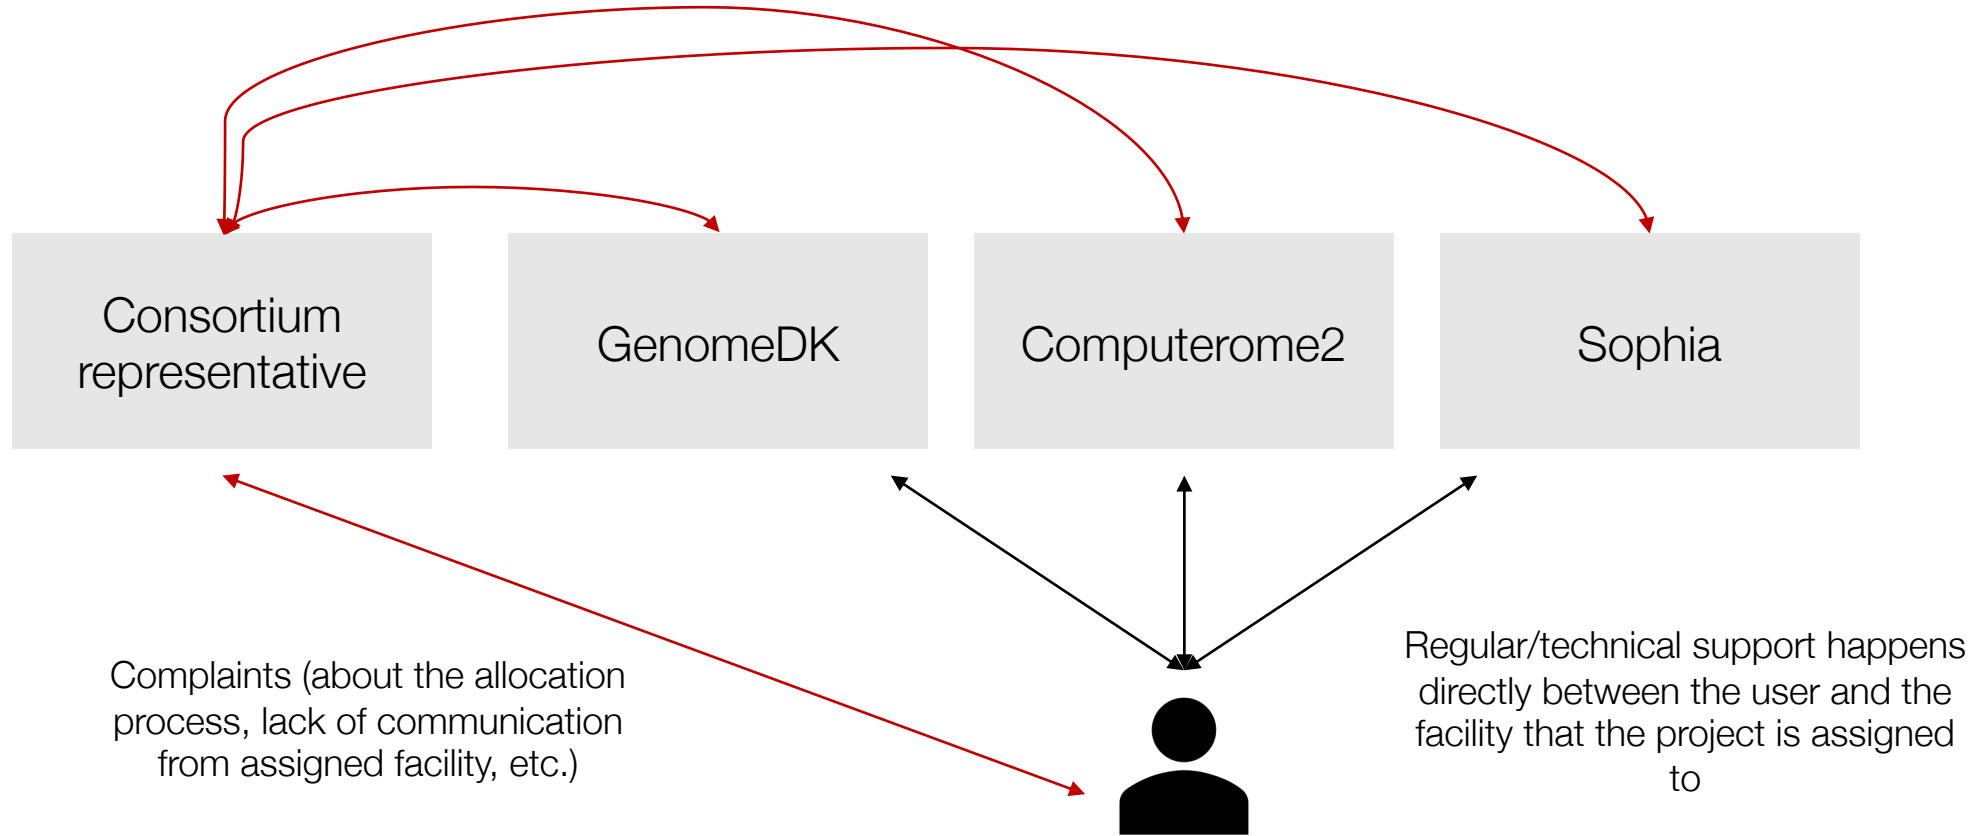 Consortium
representative
GenomeDK
Computerome2
Sophia
Complaints (about the allocation
process, lack of communication
from assigned facility, etc.)
Regular/technical support happens
directly between the user and the
facility that the project is assigned
to